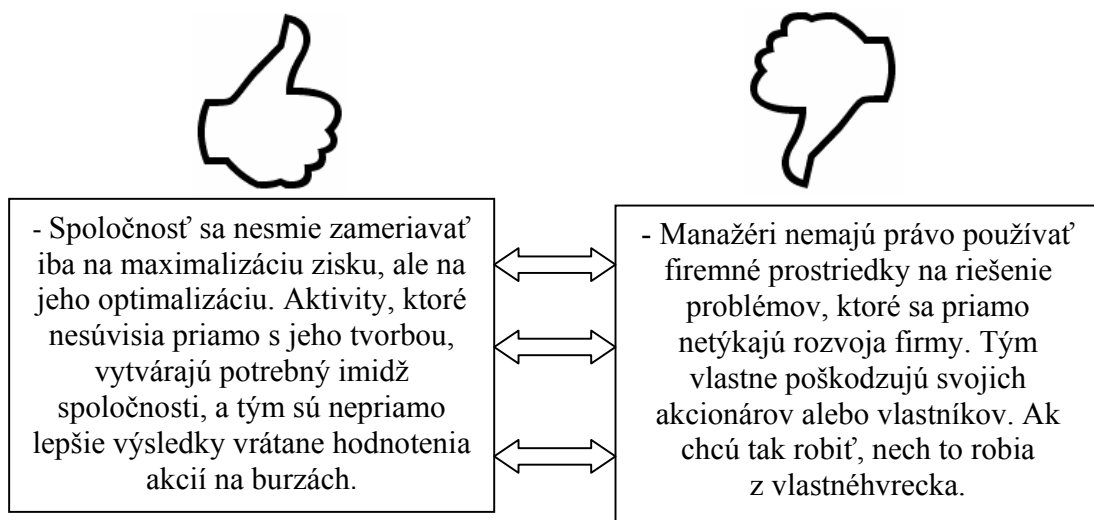 - Spoločnosť sa nesmie zameriavať
iba na maximalizáciu zisku, ale na
jeho optimalizáciu. Aktivity, ktoré
nesúvisia priamo s jeho tvorbou,
vytvárajú potrebný imidž
spoločnosti, a tým sú nepriamo
lepšie výsledky vrátane hodnotenia
akcií na burzách.
- Manažéri nemajú právo používať
firemné prostriedky na riešenie
problémov, ktoré sa priamo
netýkajú rozvoja firmy. Tým
vlastne poškodzujú svojich
akcionárov alebo vlastníkov. Ak
chcú tak robiť, nech to robia
z vlastnéhvrecka.